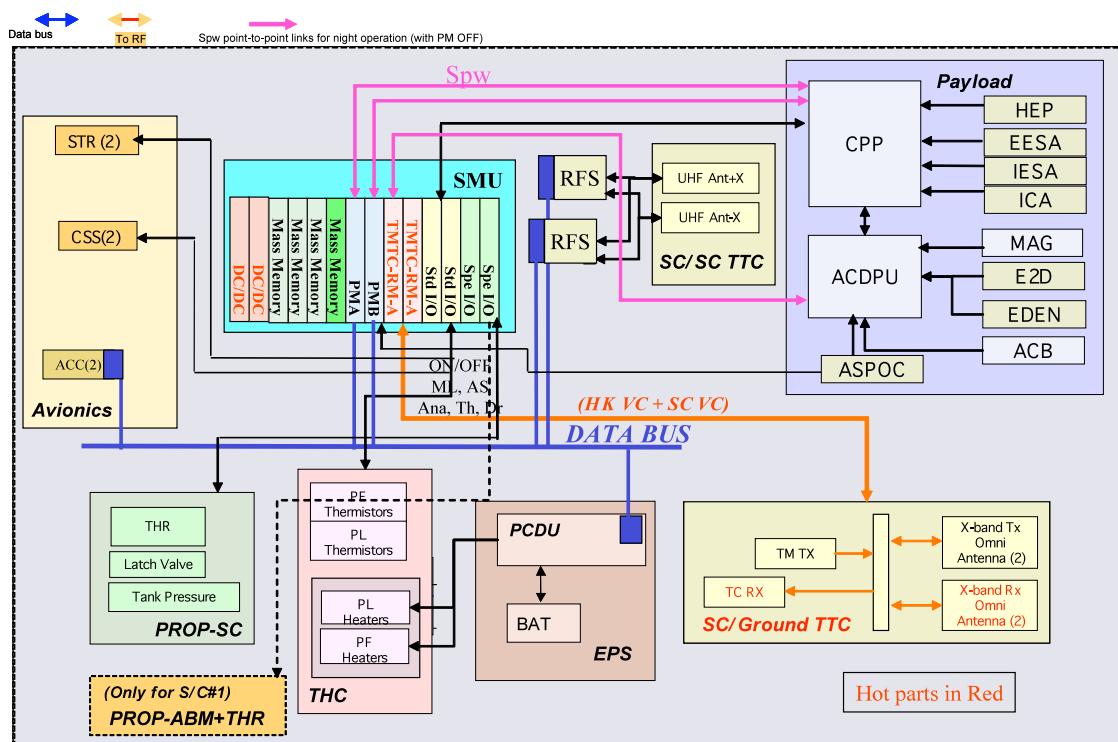 Data bus
To RF
Spw point-to-point links for night operation (with PM OFF)
Spw
Payload
STR (2)
CSS(2)
ACC(2)
Avionics
SMU
DC/DC
DC/DC
Mass Memory
Mass Memory
Mass Memory
Mass Memory
PMA
PMB
TMTC-RM-A
TMTC-RM-A
Std I/O
Std I/O
Spe I/O
Spe I/O
RFS
RFS
UHF Ant+X
UHF Ant-X
SC/SC TTC
CPP
ACDPU
HEP
EESA
IESA
ICA
MAG
E2D
EDEN
ACB
ASPOC
ON/OFF
ML, AS
Ana, Th, Dr
(HK VC + SC VC)
DATA BUS
THR
Latch Valve
Tank Pressure
PROP-SC
(Only for S/C#1)
PROP-ABM+THR
PF
Thermistors
PL
Thermistors
PL
Heaters
PF
Heaters
THC
PCDU
BAT
EPS
TM TX
TC RX
X-band Tx
Omni
Antenna (2)
X-band Rx
Omni
Antenna (2)
SC/Ground TTC
Hot parts in Red